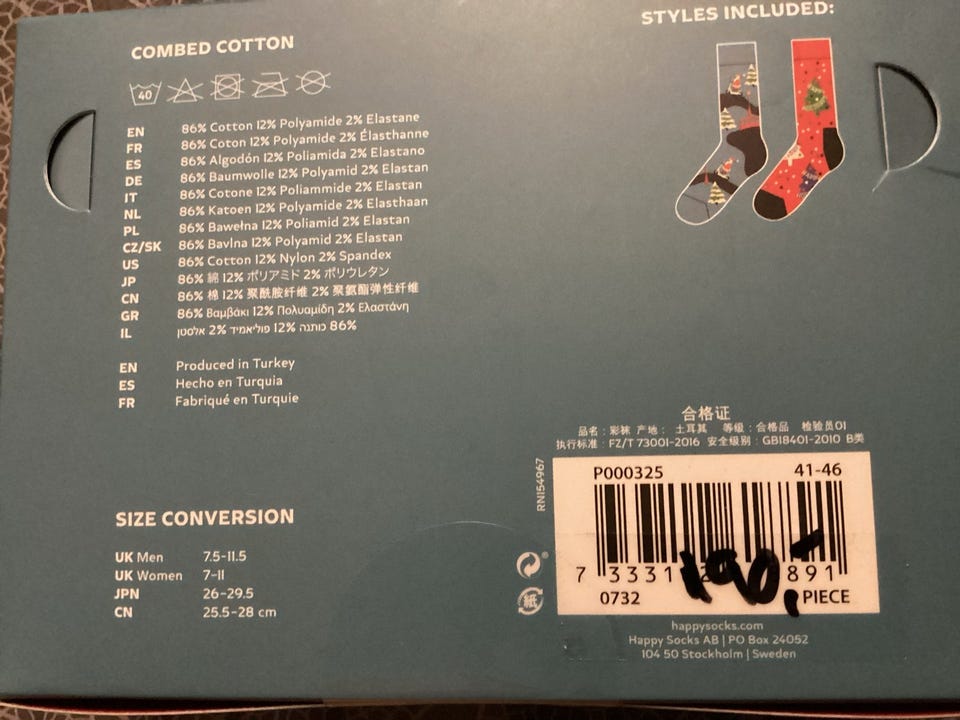 STYLES INCLUDED:
COMBED COTTON
40
EN 86% Cotton 12% Polyamide 2% Elastane
FR 86% Coton 12% Polyamide 2% Élasthanne
ES 86% Algodón 12% Poliamida 2% Elastano
DE 86% Baumwolle 12% Polyamid 2% Elastan
IT 86% Cotone 12% Poliammide 2% Elastan
NL 86% Katoen 12% Polyamide 2% Elasthaan
PL 86% Bawełna 12% Poliamid 2% Elastan
CZ/SK 86% Bavlna 12% Polyamid 2% Elastan
US 86% Cotton 12% Nylon 2% Spandex
JP 86% 綿 12% ポリアミド 2% ポリウレタン
CN 86% 棉 12% 聚酰胺纤维 2% 聚氨酯弹性纤维
GR 86% Βαμβάκι 12% Πολυαμίδη 2% Ελαστάνη
IL 86% כותנה 12% פוליאמיד 2% אלסטן
EN Produced in Turkey
ES Hecho en Turquia
FR Fabriqué en Turquie
SIZE CONVERSION
UK Men 7.5-11.5
UK Women 7-11
JPN 26-29.5
CN 25.5-28 cm
合格证
品名：彩袜 产地： 土耳其 等级：合格品 检验员01
执行标准：FZ/T 73001-2016 安全级别：GB18401-2010 B类
RNI54967
P000325 41-46
7 3331 891
190,-
0732 PIECE
紙
happysocks.com
Happy Socks AB | PO Box 24052
104 50 Stockholm | Sweden